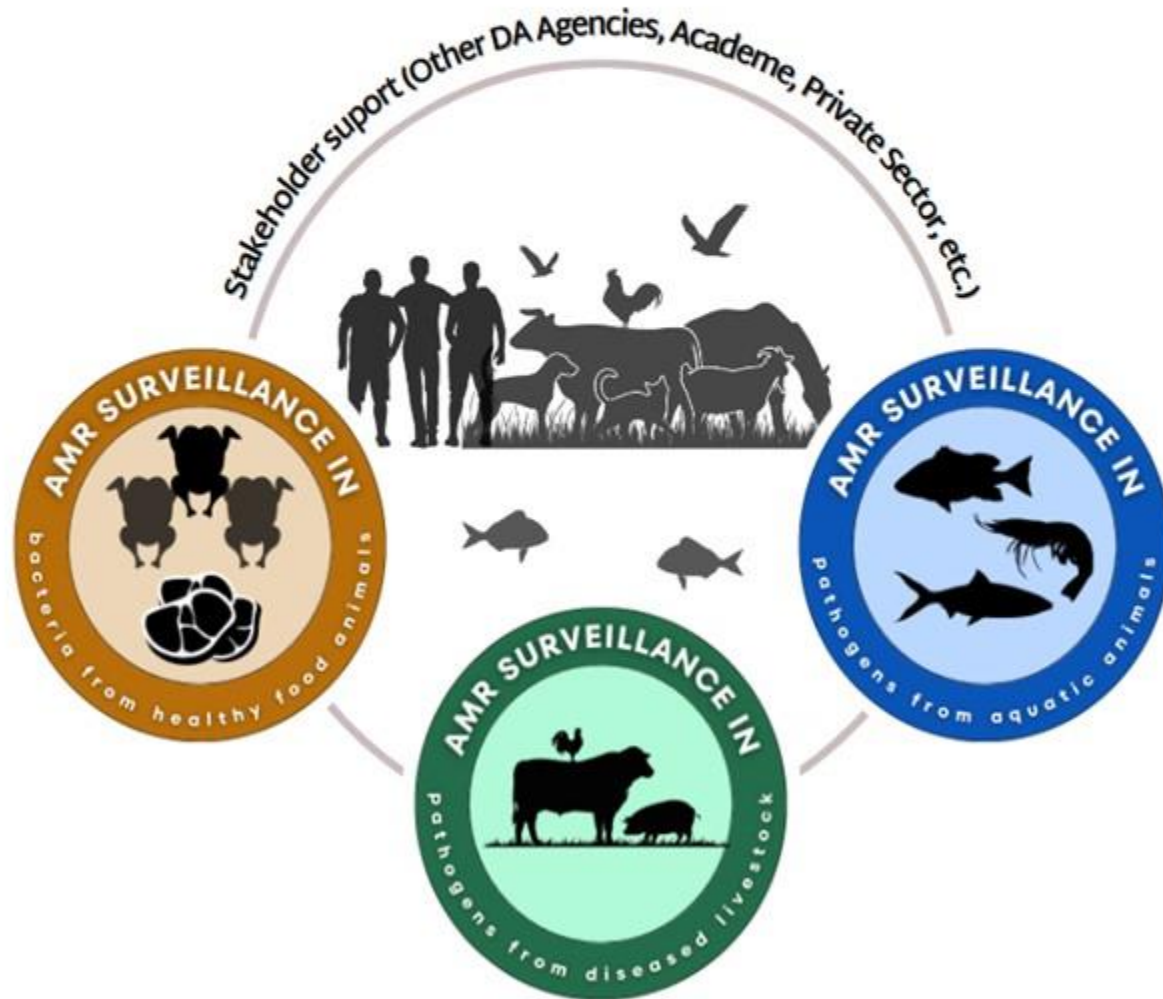 Stakeholder suport (Other DA Agencies, Academe, Private Sector, etc.)
AMR SURVEILLANCE IN
bacteria from healthy food animals
AMR SURVEILLANCE IN
pathogens from aquatic animals
AMR SURVEILLANCE IN
pathogens from diseased livestock